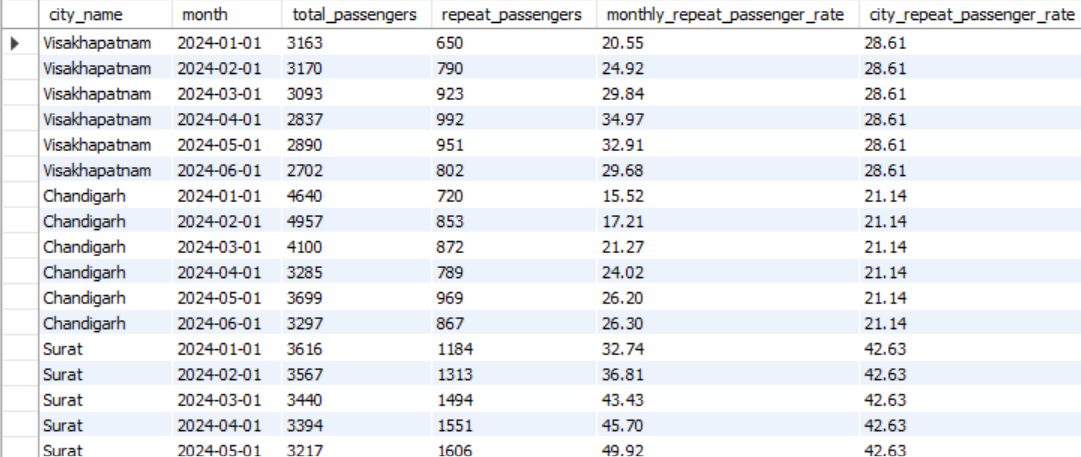 city_name month total_passengers repeat_passengers monthly_repeat_passenger_rate city_repeat_passenger_rate
Visakhapatnam 2024-01-01 3163 650 20.55 28.61
Visakhapatnam 2024-02-01 3170 790 24.92 28.61
Visakhapatnam 2024-03-01 3093 923 29.84 28.61
Visakhapatnam 2024-04-01 2837 992 34.97 28.61
Visakhapatnam 2024-05-01 2890 951 32.91 28.61
Visakhapatnam 2024-06-01 2702 802 29.68 28.61
Chandigarh 2024-01-01 4640 720 15.52 21.14
Chandigarh 2024-02-01 4957 853 17.21 21.14
Chandigarh 2024-03-01 4100 872 21.27 21.14
Chandigarh 2024-04-01 3285 789 24.02 21.14
Chandigarh 2024-05-01 3699 969 26.20 21.14
Chandigarh 2024-06-01 3297 867 26.30 21.14
Surat 2024-01-01 3616 1184 32.74 42.63
Surat 2024-02-01 3567 1313 36.81 42.63
Surat 2024-03-01 3440 1494 43.43 42.63
Surat 2024-04-01 3394 1551 45.70 42.63
Surat 2024-05-01 3217 1606 49.92 42.63